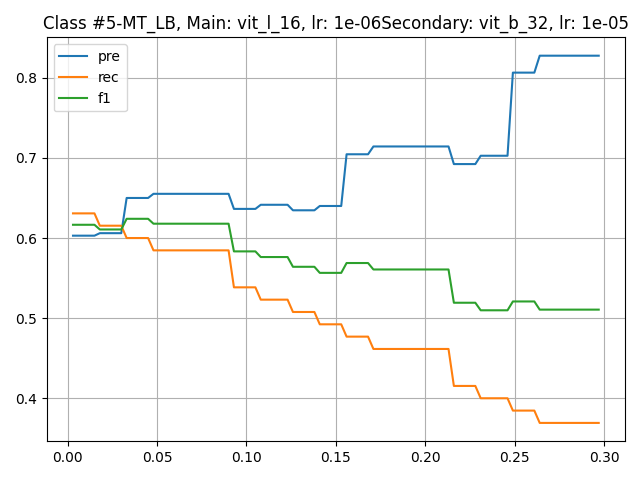 Class #5-MT_LB, Main: vit_l_16, lr: 1e-06Secondary: vit_b_32, lr: 1e-05
pre
rec
f1
0.8
0.7
0.6
0.5
0.4
0.00 0.05 0.10 0.15 0.20 0.25 0.30